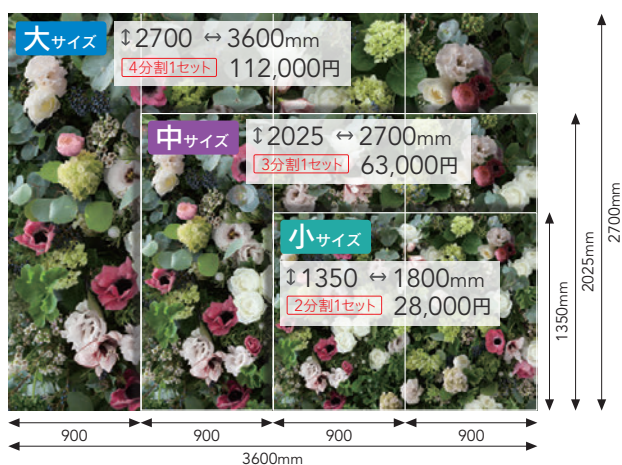 大サイズ
↕2700 ↔3600mm
4分割1セット 112,000円
中サイズ
↕2025 ↔2700mm
3分割1セット 63,000円
小サイズ
↕1350 ↔1800mm
2分割1セット 28,000円
1350mm
2025mm
2700mm
900 900 900 900
3600mm